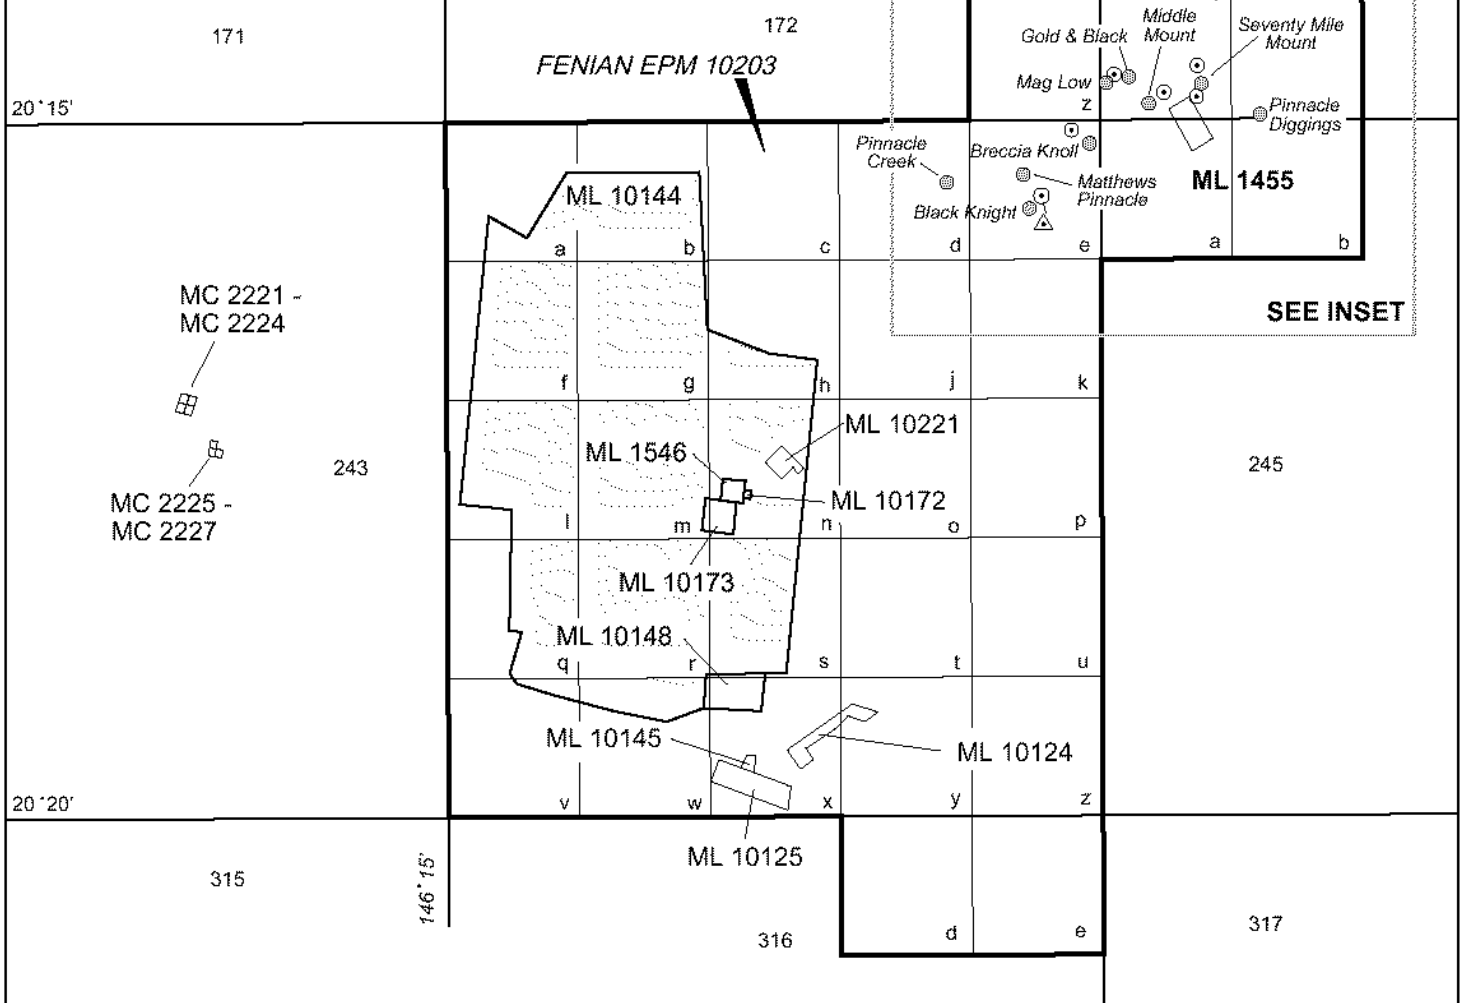 171
172
FENIAN EPM 10203
Gold & Black
Middle
Mount
Seventy Mile
Mount
Mag Low
z
20°15'
Pinnacle
Diggings
Pinnacle
Creek
Breccia Knoll
Matthews
Pinnacle
ML 1455
Black Knight
ML 10144
a
b
c
d
e
a
b
MC 2221 -
MC 2224
SEE INSET
f
g
h
j
k
ML 10221
ML 1546
243
245
ML 10172
MC 2225 -
MC 2227
l
m
n
o
p
ML 10173
ML 10148
q
r
s
t
u
ML 10145
ML 10124
20°20'
v
w
x
y
z
ML 10125
315
146°15'
316
d
e
317